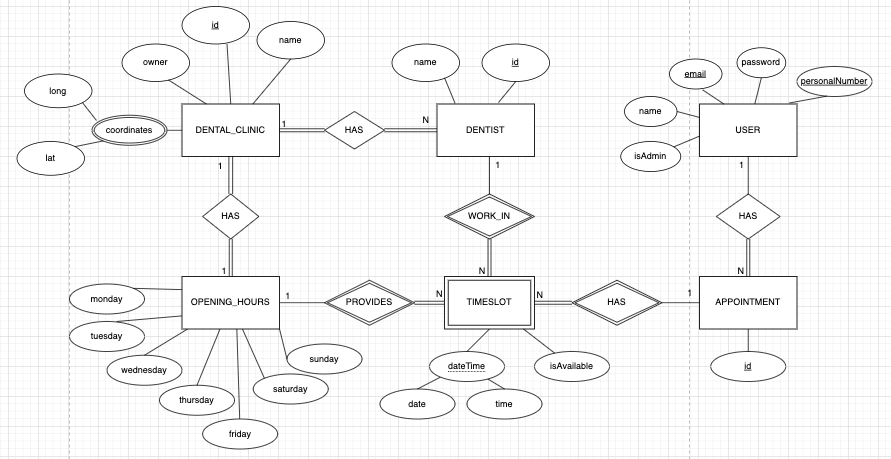 id
name
owner
long
coordinates
lat
DENTAL_CLINIC
1
HAS
N
name
id
DENTIST
email
password
personalNumber
name
isAdmin
USER
1
HAS
1
1
WORK_IN
N
1
HAS
N
monday
tuesday
wednesday
thursday
friday
saturday
sunday
OPENING_HOURS
1
PROVIDES
N
TIMESLOT
N
HAS
1
APPOINTMENT
dateTime
date
time
isAvailable
id